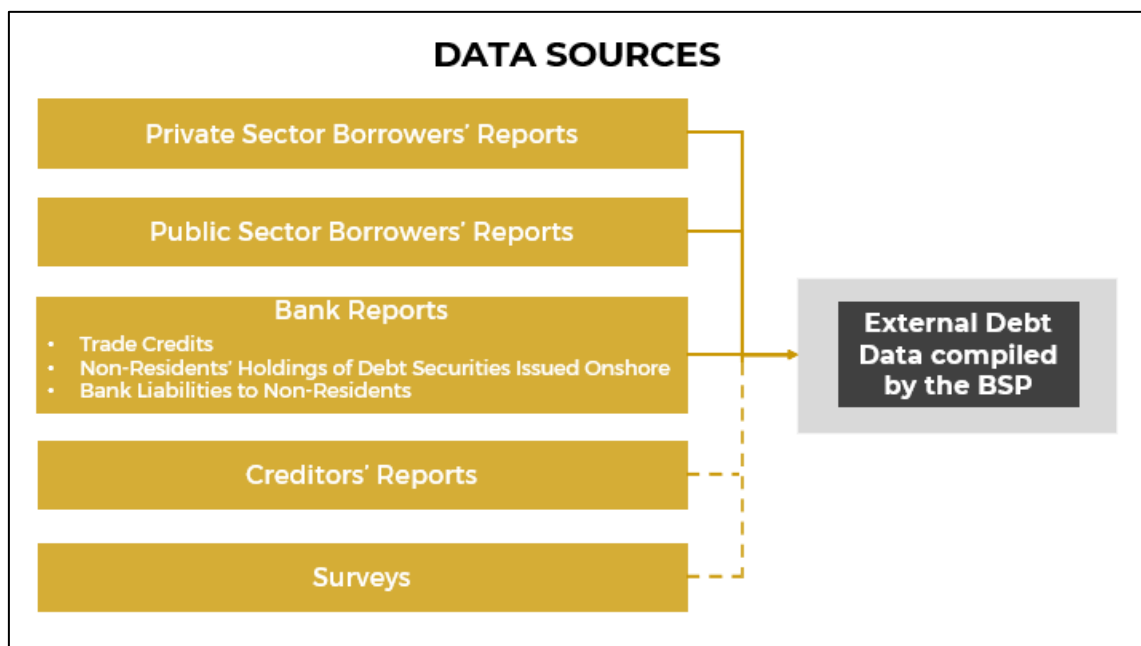 DATA SOURCES
Private Sector Borrowers’ Reports
Public Sector Borrowers’ Reports
Bank Reports
• Trade Credits
• Non-Residents’ Holdings of Debt Securities Issued Onshore
• Bank Liabilities to Non-Residents
Creditors’ Reports
Surveys
External Debt
Data compiled
by the BSP